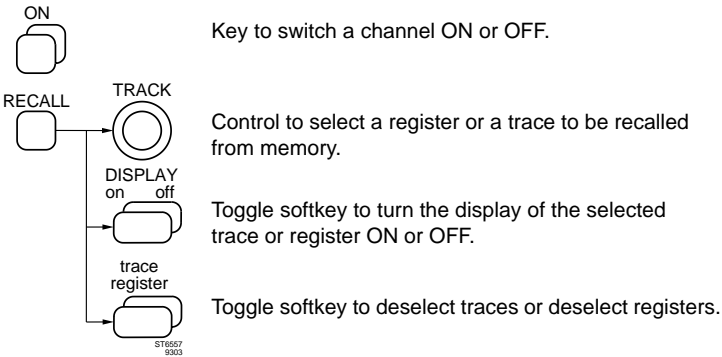 ON
Key to switch a channel ON or OFF.
RECALL
TRACK
Control to select a register or a trace to be recalled
from memory.
DISPLAY
on off
Toggle softkey to turn the display of the selected
trace or register ON or OFF.
trace
register
Toggle softkey to deselect traces or deselect registers.
ST6557
9303